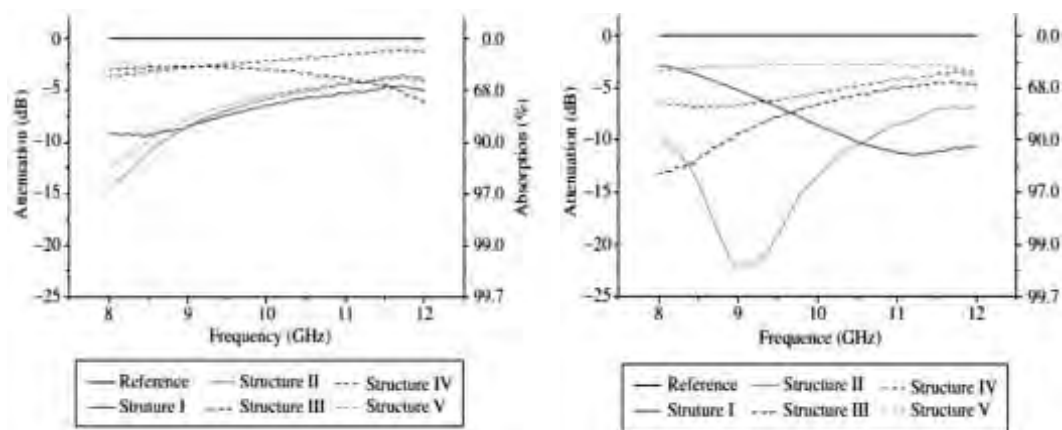 0
−5
−10
−15
−20
−25
Attenuation (dB)
0.0
68.0
90.0
97.0
99.0
99.7
Absorption (%)
8 9 10 11 12
Frequency (GHz)
Reference Structure II Structure IV
Struture I Structure III Structure V
0
−5
−10
−15
−20
−25
Attenuation (dB)
0.0
68.0
90.0
97.0
99.0
99.7
8 9 10 11 12
Frequence (GHz)
Reference Structure II Structure IV
Struture I Structure III Structure V